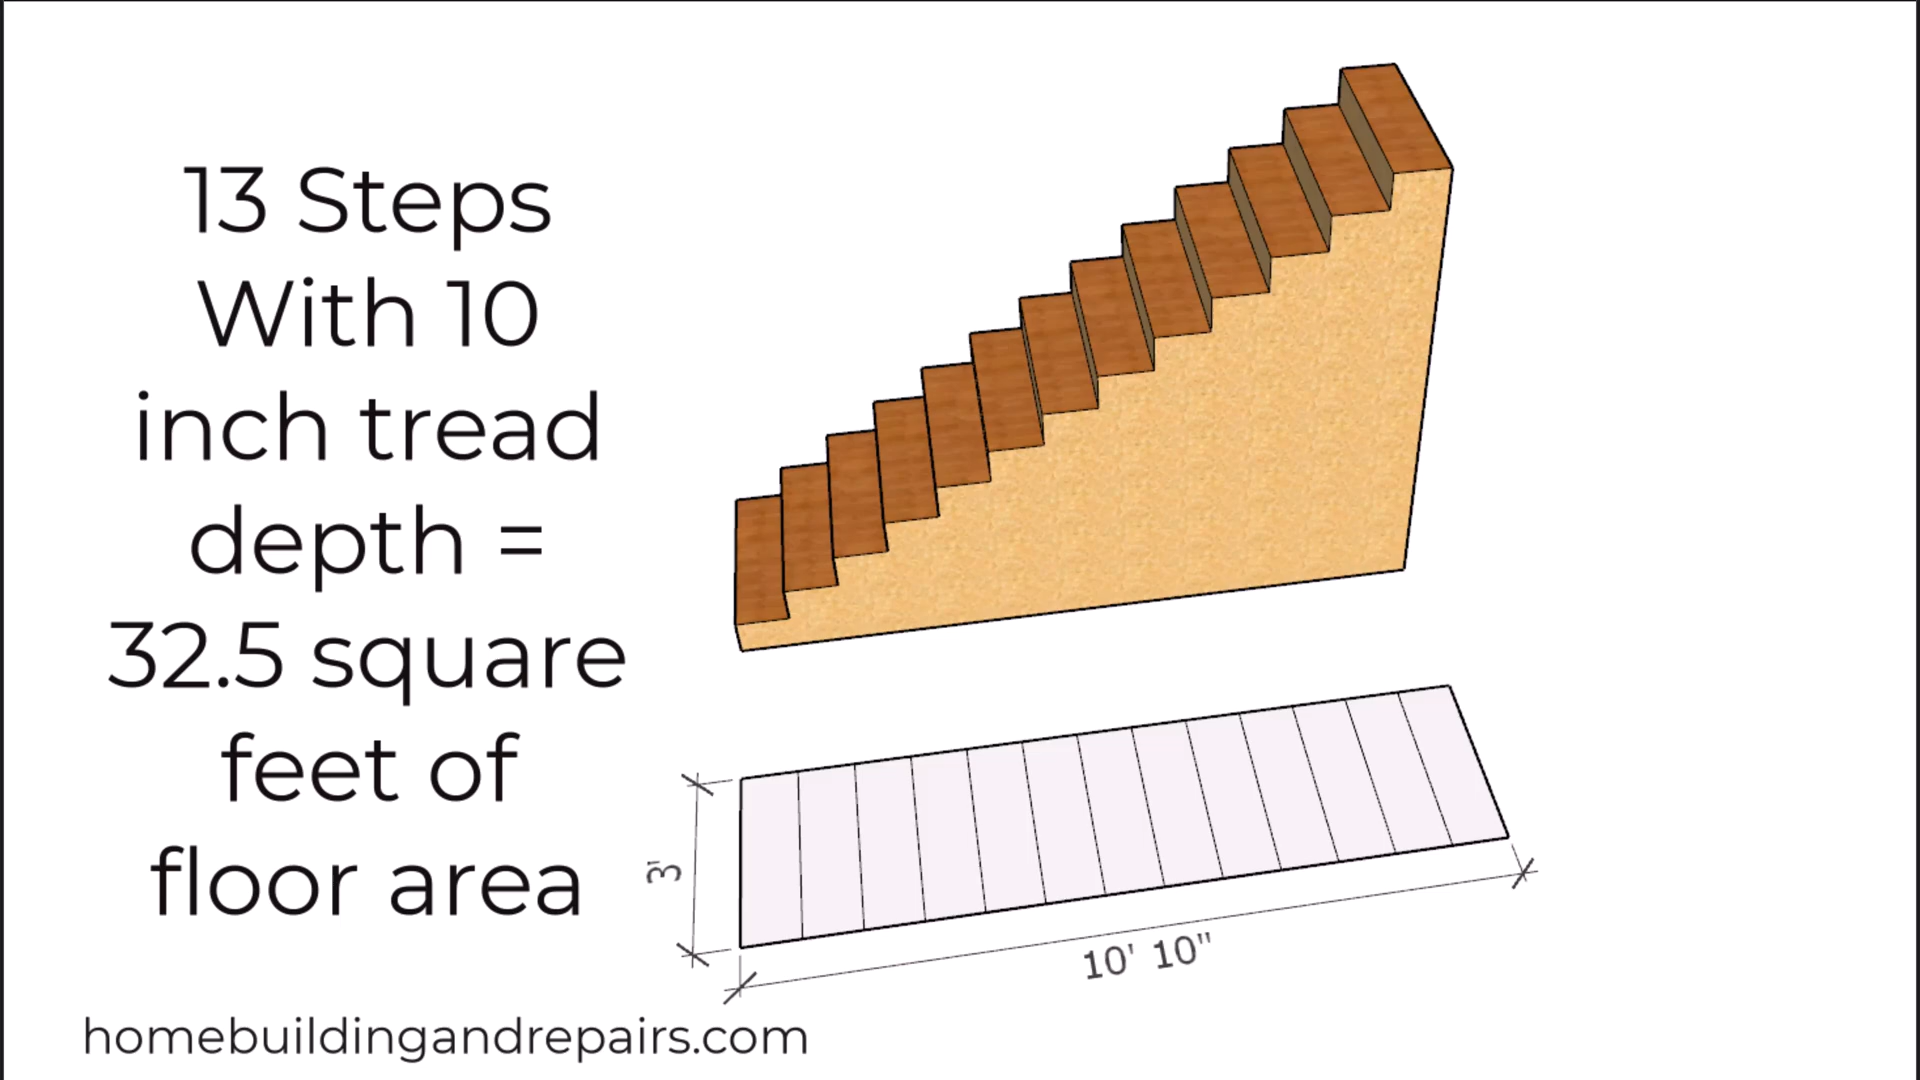 13 Steps
With 10
inch tread
depth =
32.5 square
feet of
floor area
3'
10' 10"
homebuildingandrepairs.com